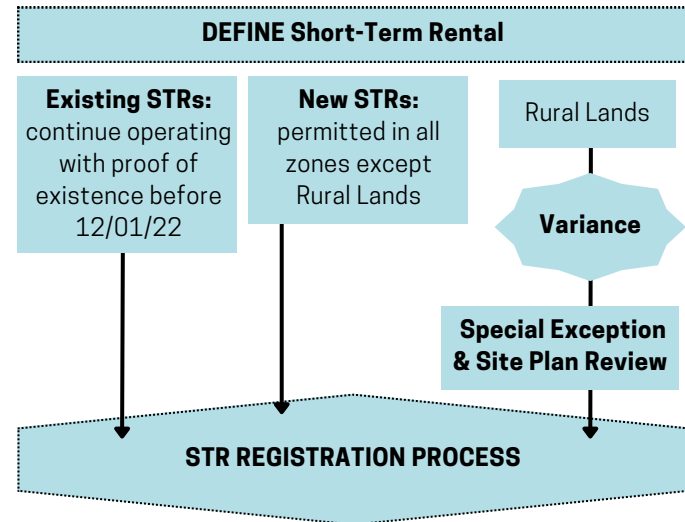 DEFINE Short-Term Rental
Existing STRs:
continue operating
with proof of
existence before
12/01/22
New STRs:
permitted in all
zones except
Rural Lands
Rural Lands
Variance
Special Exception
& Site Plan Review
STR REGISTRATION PROCESS